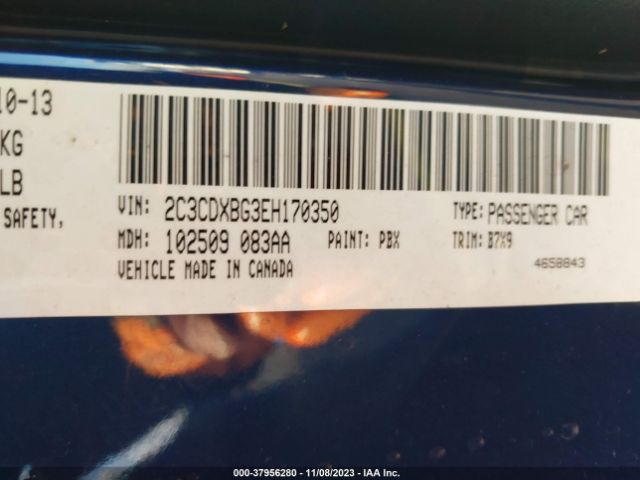 10-13
KG
LB
SAFETY,
VIN: 2C3CDXBG3EH170350 TYPE: PASSENGER CAR
MDH: 102509 083AA PAINT: PBX TRIM: B7X9
VEHICLE MADE IN CANADA 4658843
000-37956280 - 11/08/2023 - IAA Inc.